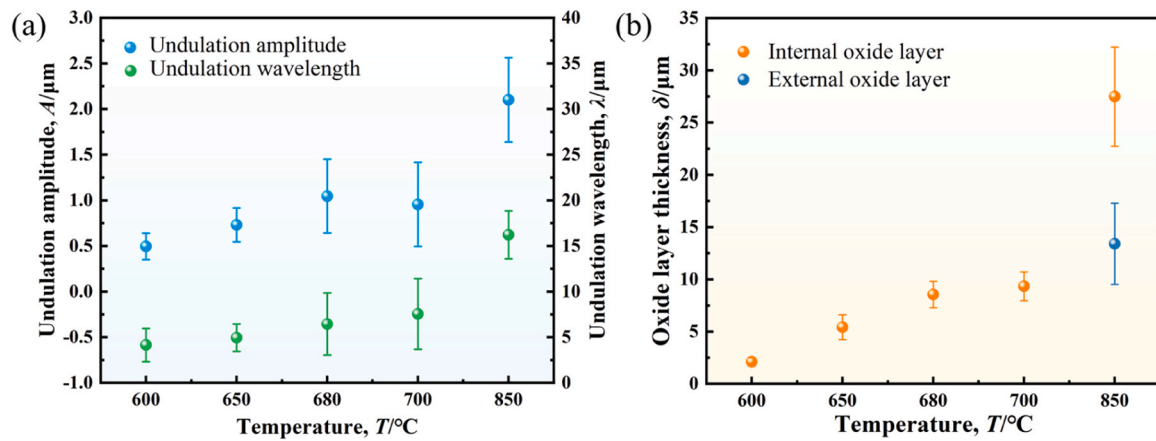 (a)
Undulation amplitude
Undulation wavelength
Undulation amplitude, A/μm
3.0
2.5
2.0
1.5
1.0
0.5
0.0
-0.5
-1.0
40
35
30
25
20
15
10
5
0
Undulation wavelength, λ/μm
600 650 680 700 850
Temperature, T/°C
(b)
Internal oxide layer
External oxide layer
Oxide layer thickness, δ/μm
35
30
25
20
15
10
5
0
600 650 680 700 850
Temperature, T/°C